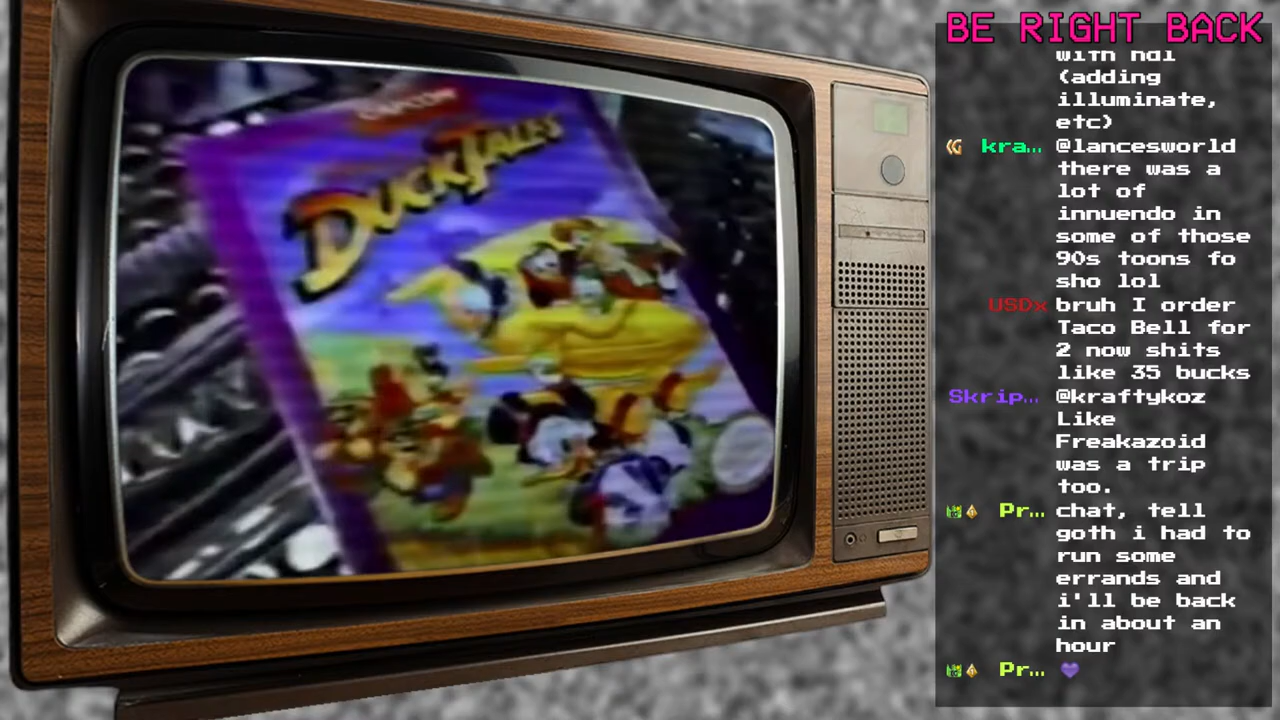 BE RIGHT BACK
CAPCOM
DUCKTALES
with ndi
(adding
illuminate,
etc)
kra... @lancesworld
there was a
lot of
innuendo in
some of those
90s toons fo
sho lol
USDx bruh I order
Taco Bell for
2 now shits
like 35 bucks
Skrip... @kraftykoz
Like
Freakazoid
was a trip
too.
Pr... chat, tell
goth i had to
run some
errands and
i'll be back
in about an
hour
Pr... 💜